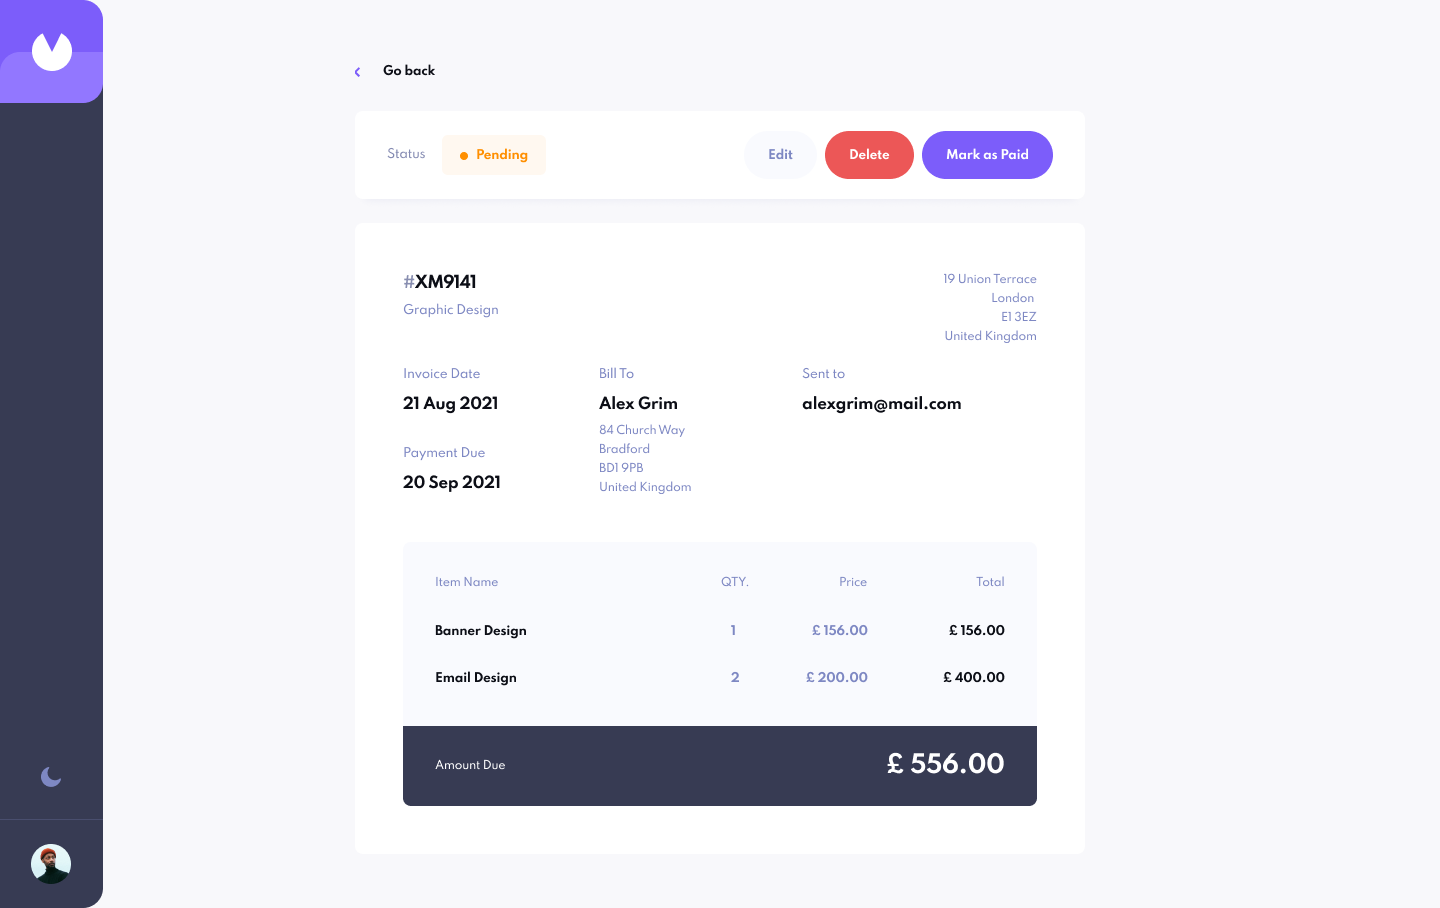 Go back
Status
Pending
Edit
Delete
Mark as Paid
#XM9141
Graphic Design
19 Union Terrace
London
E1 3EZ
United Kingdom
Invoice Date
21 Aug 2021
Payment Due
20 Sep 2021
Bill To
Alex Grim
84 Church Way
Bradford
BD1 9PB
United Kingdom
Sent to
alexgrim@mail.com
Item Name QTY. Price Total
Banner Design 1 £ 156.00 £ 156.00
Email Design 2 £ 200.00 £ 400.00
Amount Due £ 556.00